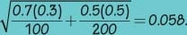 √(0.7(0.3)/100 + 0.5(0.5)/200) = 0.058.